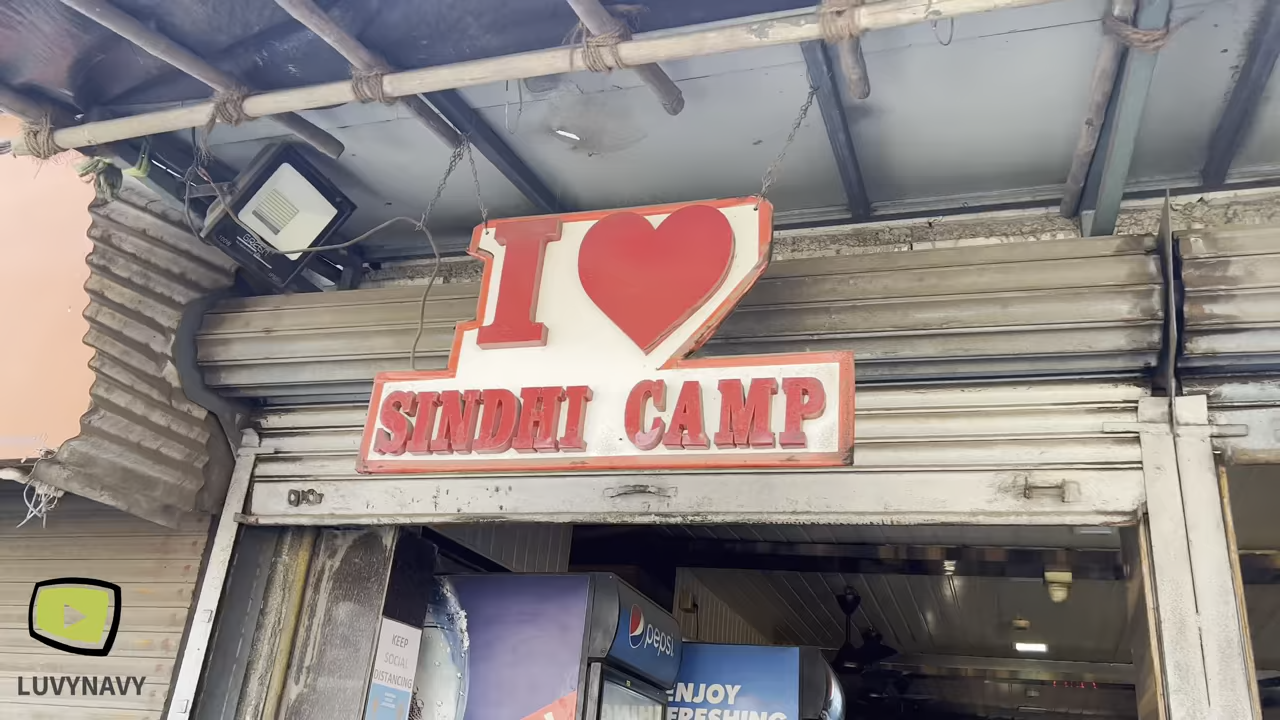 I
SINDHI CAMP
KEEP
SOCIAL
DISTANCING
pepsi
ENJOY
LUVYNAVY